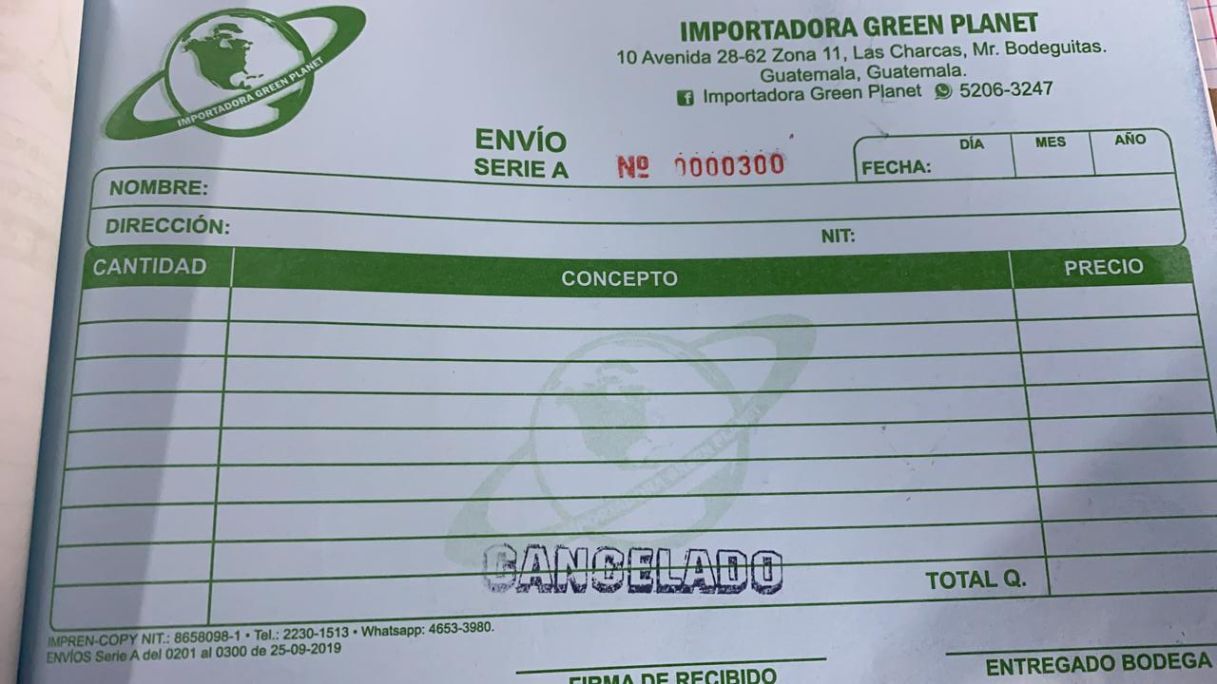 IMPORTADORA GREEN PLANET
IMPORTADORA GREEN PLANET
10 Avenida 28-62 Zona 11, Las Charcas, Mr. Bodeguitas.
Guatemala, Guatemala.
Importadora Green Planet 5206-3247
ENVÍO
SERIE A Nº 0000300
FECHA: DÍA MES AÑO
NOMBRE:
DIRECCIÓN: NIT:
CANTIDAD CONCEPTO PRECIO
IMPORTADORA GREEN PLANET
CANCELADO
TOTAL Q.
IMPREN-COPY NIT.: 8658098-1 • Tel.: 2230-1513 • Whatsapp: 4653-3980.
ENVÍOS Serie A del 0201 al 0300 de 25-09-2019
FIRMA DE RECIBIDO ENTREGADO BODEGA